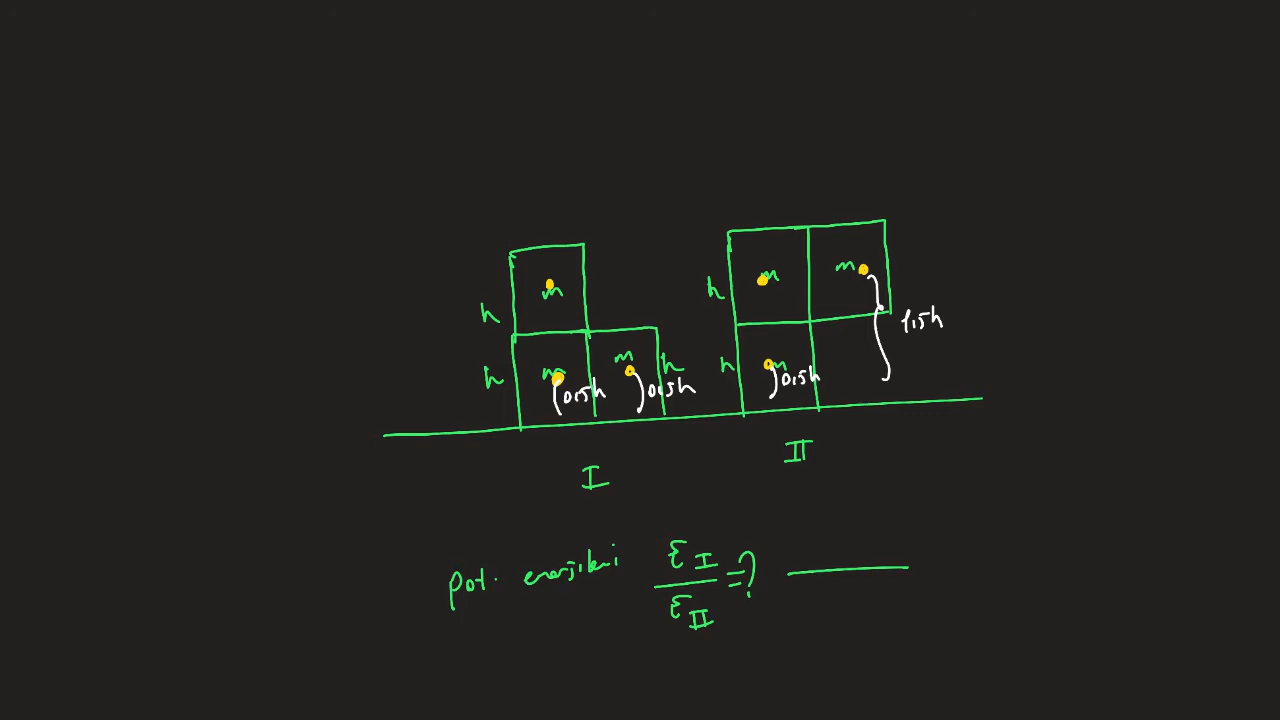 m m m
h h 1,5h
m m h h m
h 0,5h 0,5h 0,5h
I II
pot. enerjileri E I / E II = ?